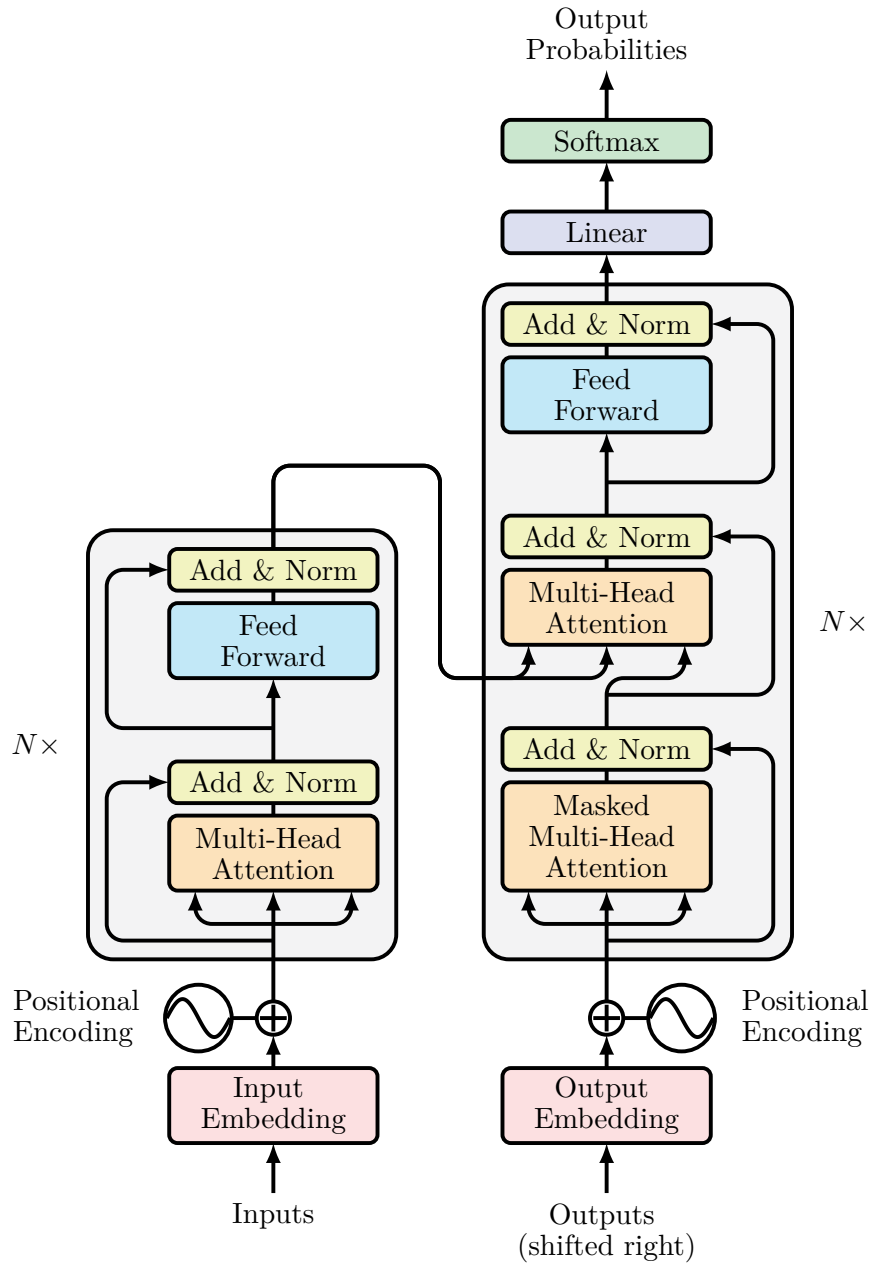 Output
Probabilities
Softmax
Linear
Add & Norm
Feed
Forward
Add & Norm
Multi-Head
Attention
N×
Add & Norm
Masked
Multi-Head
Attention
Add & Norm
Feed
Forward
N×
Add & Norm
Multi-Head
Attention
Positional
Encoding
Positional
Encoding
Input
Embedding
Output
Embedding
Inputs
Outputs
(shifted right)